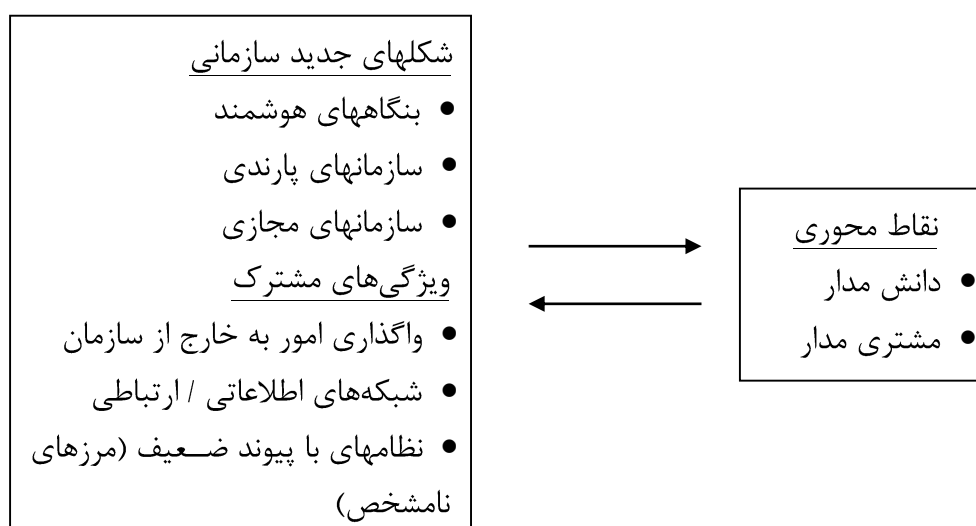 نقاط محوری
• دانش مدار
• مشتری مدار
شکلهای جدید سازمانی
• بنگاههای هوشمند
• سازمانهای پارندی
• سازمانهای مجازی
ویژگی‌های مشترک
• واگذاری امور به خارج از سازمان
• شبکه‌های اطلاعاتی / ارتباطی
• نظامهای با پیوند ضعیف (مرزهای
نامشخص)